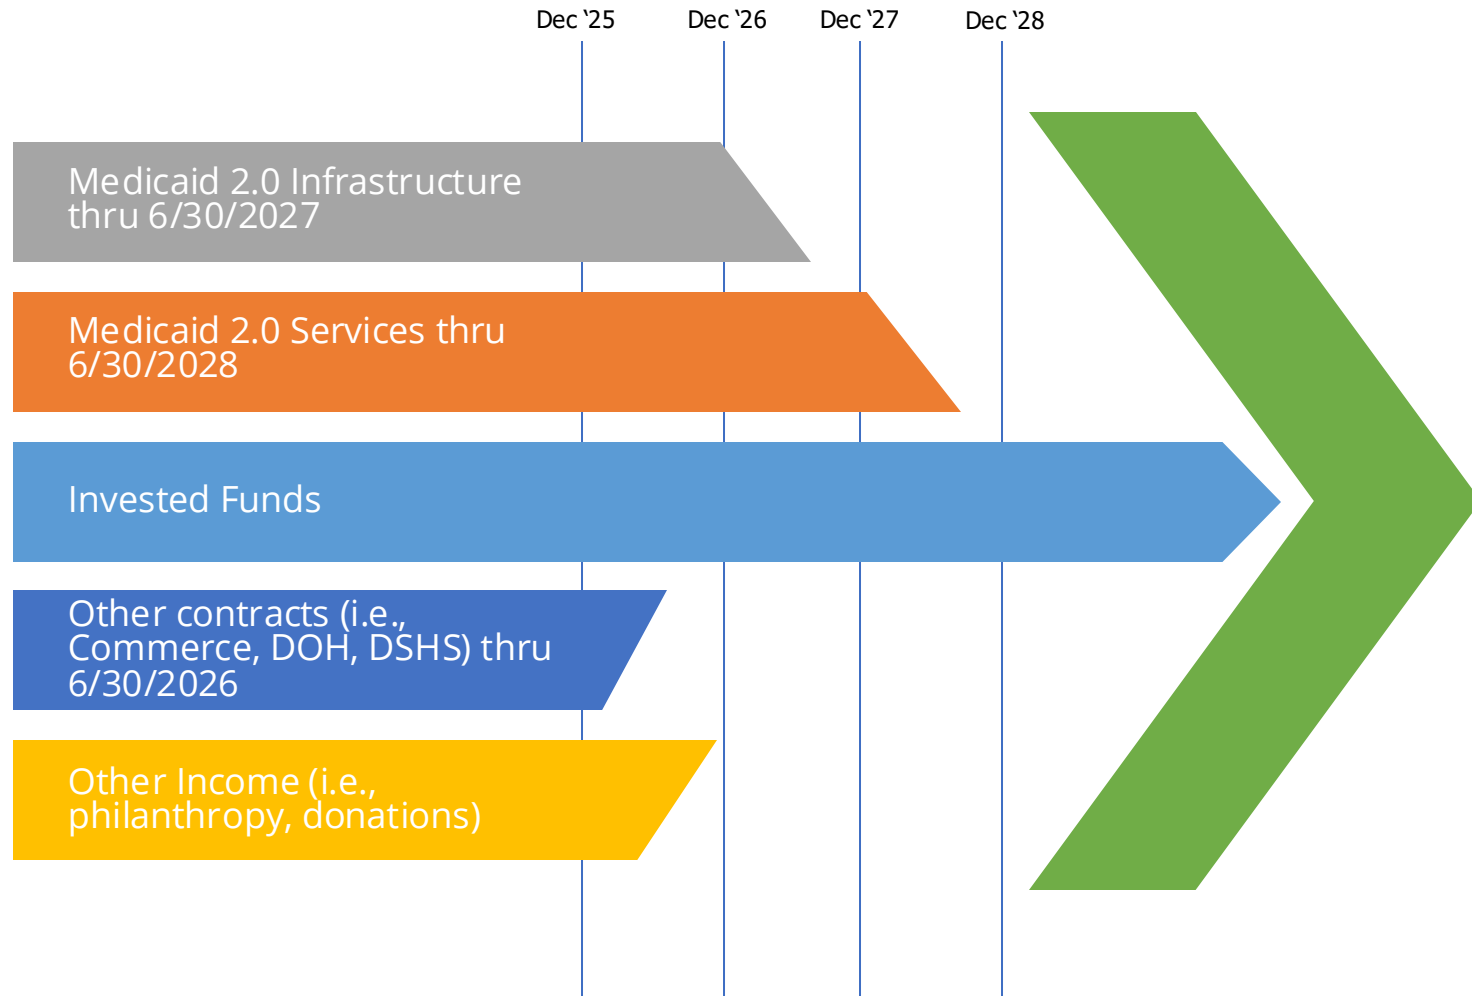 Dec ‘25
Dec ‘26
Dec ‘27
Dec ‘28
Medicaid 2.0 Infrastructure
thru 6/30/2027
Medicaid 2.0 Services thru
6/30/2028
Invested Funds
Other contracts (i.e.,
Commerce, DOH, DSHS) thru
6/30/2026
Other Income (i.e.,
philanthropy, donations)